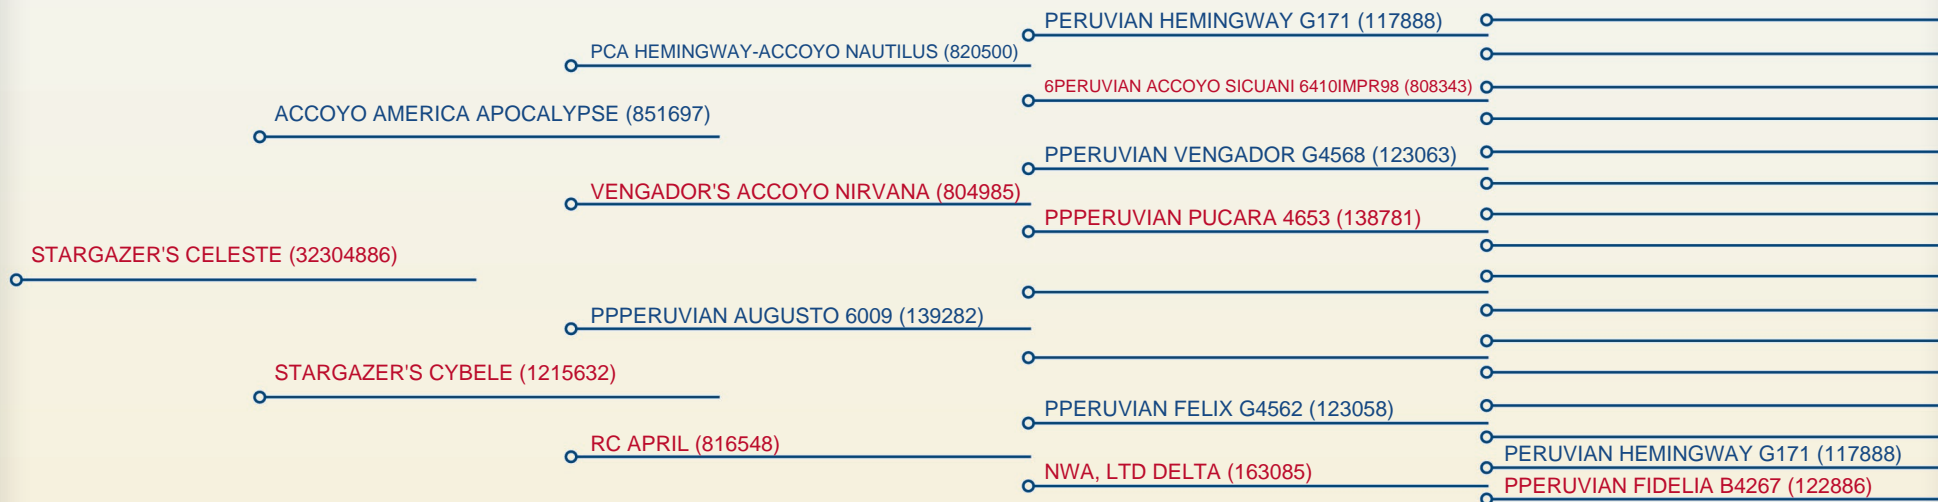 PERUVIAN HEMINGWAY G171 (117888)
PCA HEMINGWAY-ACCOYO NAUTILUS (820500)
6PERUVIAN ACCOYO SICUANI 6410IMPR98 (808343)
ACCOYO AMERICA APOCALYPSE (851697)
PPERUVIAN VENGADOR G4568 (123063)
VENGADOR'S ACCOYO NIRVANA (804985)
PPPERUVIAN PUCARA 4653 (138781)
STARGAZER'S CELESTE (32304886)
PPPERUVIAN AUGUSTO 6009 (139282)
STARGAZER'S CYBELE (1215632)
PPERUVIAN FELIX G4562 (123058)
RC APRIL (816548)
PERUVIAN HEMINGWAY G171 (117888)
NWA, LTD DELTA (163085)
PPERUVIAN FIDELIA B4267 (122886)